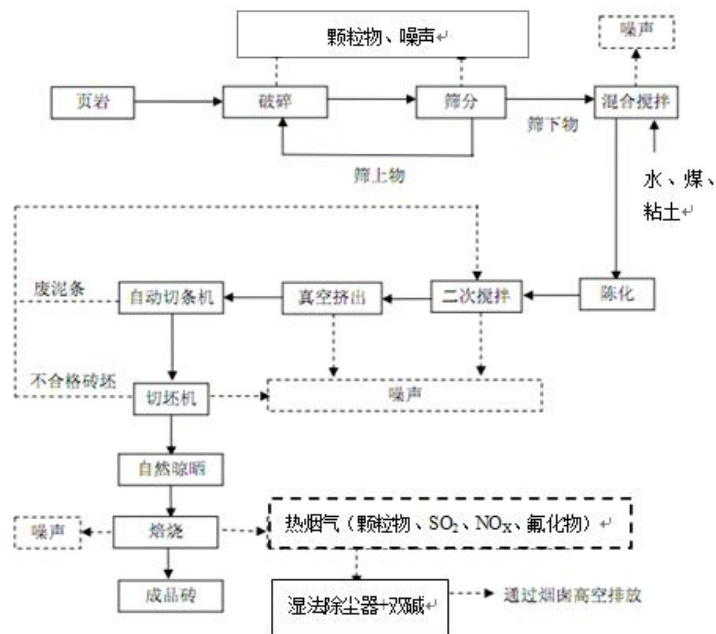 颗粒物、噪声
噪声
页岩
破碎
筛分
混合搅拌
筛下物
筛上物
水、煤、
粘土
废泥条
自动切条机
真空挤出
二次搅拌
陈化
不合格砖坯
切坯机
噪声
自然晾晒
噪声
焙烧
热烟气（颗粒物、SO₂、NOX、氟化物）
成品砖
湿法除尘器+双碱
通过烟囱高空排放